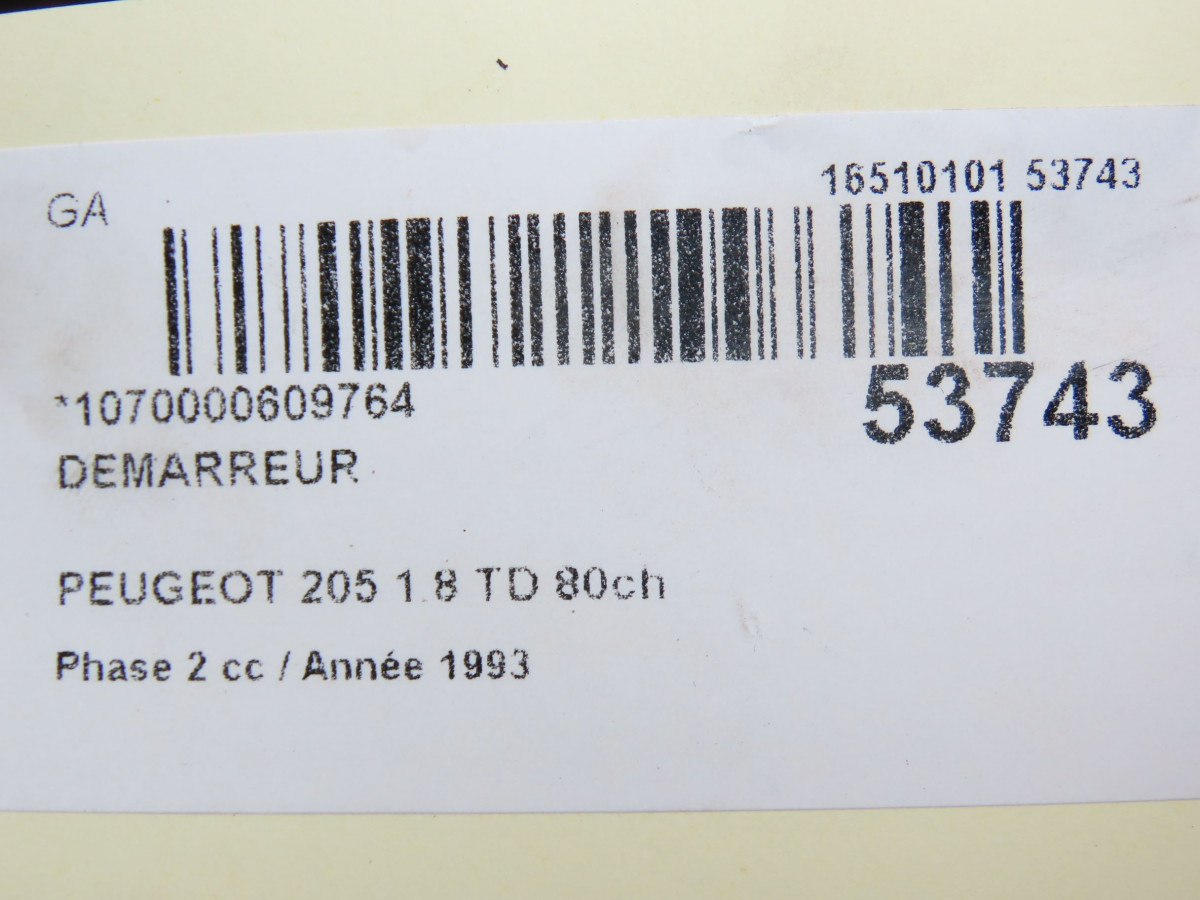 GA
16510101 53743
*1070000609764
53743
DEMARREUR
PEUGEOT 205 1.8 TD 80ch
Phase 2 cc / Année 1993